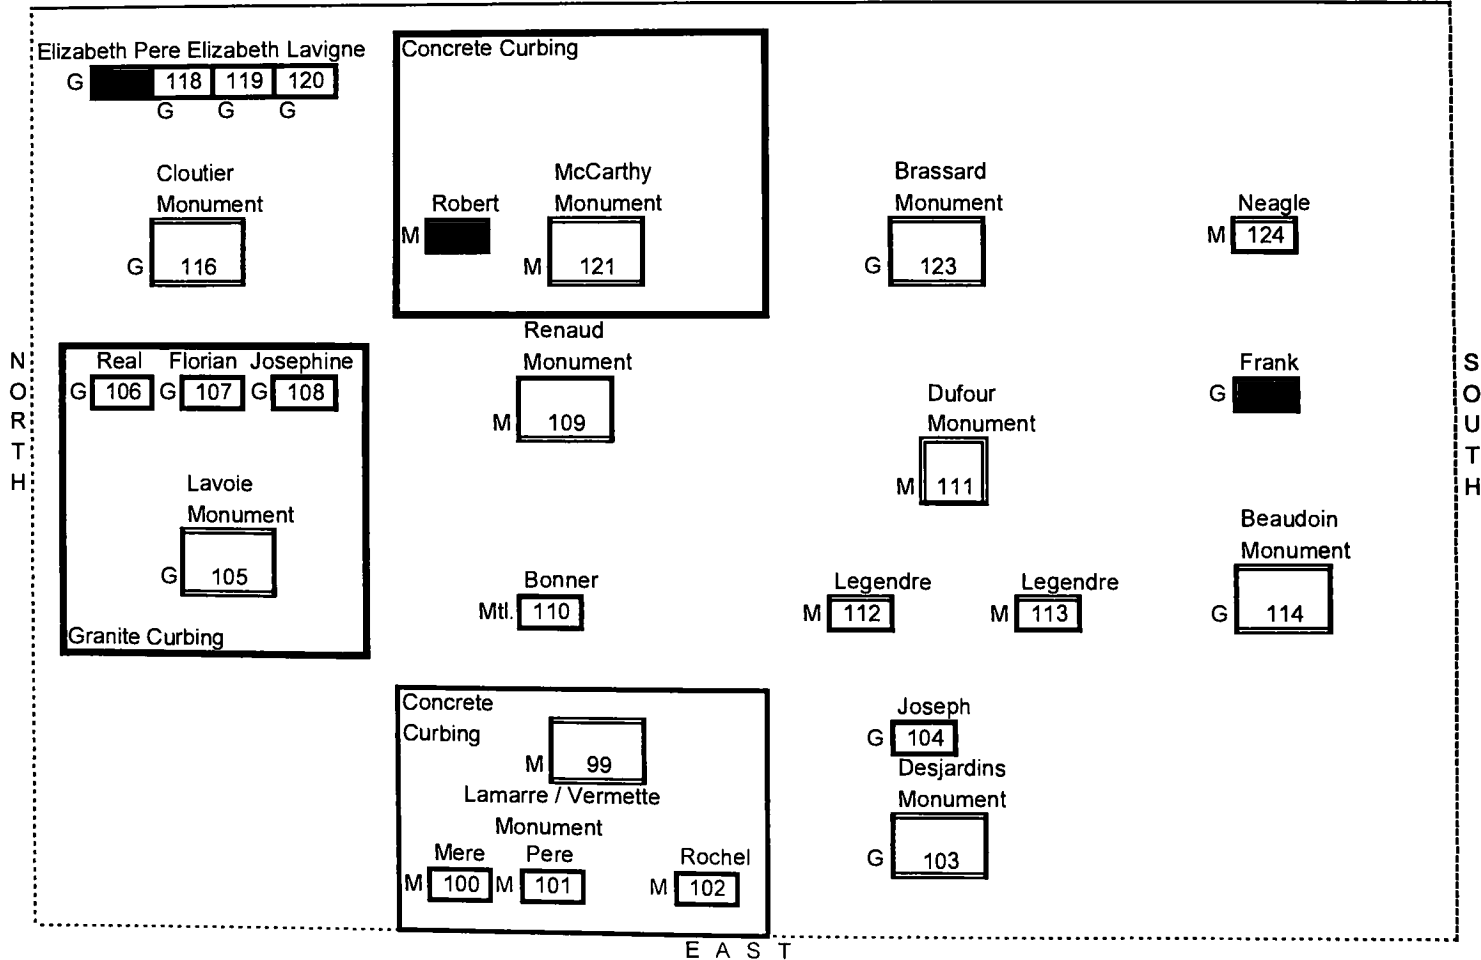 Elizabeth Pere Elizabeth Lavigne
G 118 119 120
G G G
Concrete Curbing
Cloutier
Monument
G 116
Robert
M
McCarthy
Monument
M 121
Brassard
Monument
G 123
Neagle
M 124
NORTH
Real Florian Josephine
G 106 G 107 G 108
Lavoie
Monument
G 105
Granite Curbing
Renaud
Monument
M 109
Dufour
Monument
M 111
Frank
G
SOUTH
Bonner
Mtl. 110
Legendre
M 112
Legendre
M 113
Beaudoin
Monument
G 114
Concrete
Curbing
M 99
Lamarre / Vermette
Monument
Mere Pere Rochel
M 100 M 101 M 102
Joseph
G 104
Desjardins
Monument
G 103
EAST